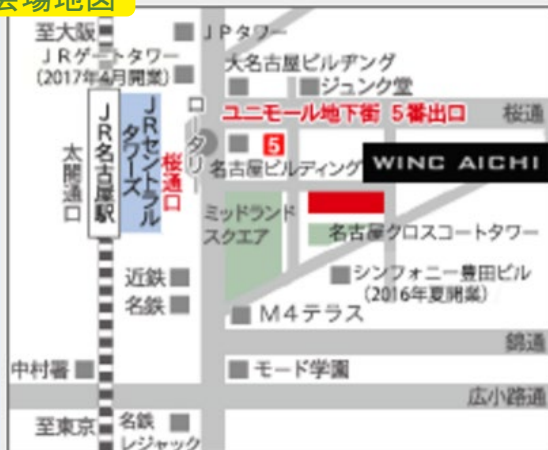 会場地図
至大阪
JPタワー
JRゲートタワー
(2017年4月開業)
大名古屋ビルヂング
ジュンク堂
ユニモール地下街 5番出口
桜通
JR名古屋駅
JRセントラル
タワーズ
桜通口
ロータリー
太閤通口
5
名古屋ビルディング
WINC AICHI
ミッドランド
スクエア
名古屋クロスコートタワー
近鉄
名鉄
シンフォニー豊田ビル
(2016年夏開業)
M4テラス
錦通
中村署
モード学園
広小路通
至東京
名鉄
レジャック